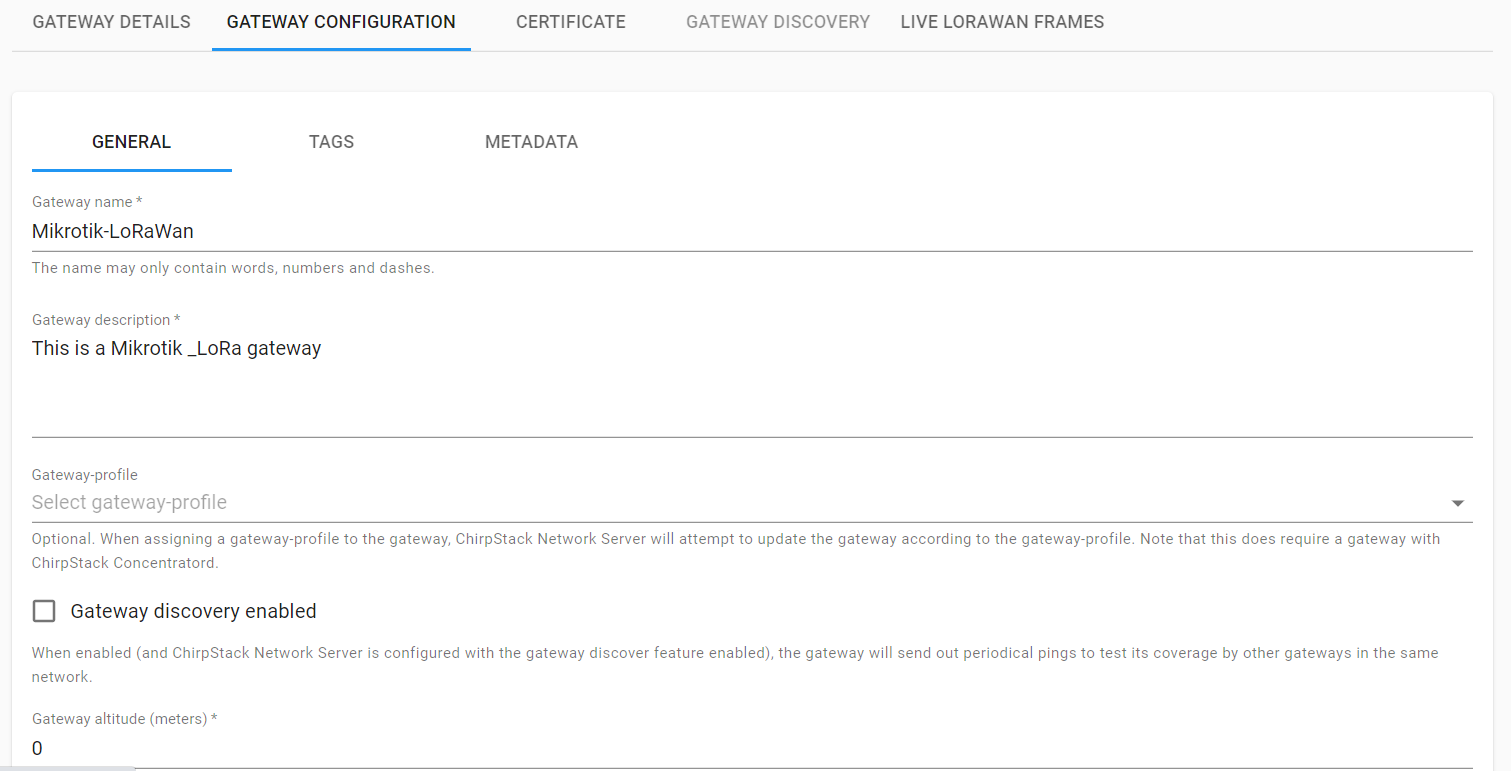 GATEWAY DETAILS GATEWAY CONFIGURATION CERTIFICATE GATEWAY DISCOVERY LIVE LORAWAN FRAMES
GENERAL TAGS METADATA
Gateway name *
Mikrotik-LoRaWan
The name may only contain words, numbers and dashes.
Gateway description *
This is a Mikrotik _LoRa gateway
Gateway-profile
Select gateway-profile
Optional. When assigning a gateway-profile to the gateway, ChirpStack Network Server will attempt to update the gateway according to the gateway-profile. Note that this does require a gateway with
ChirpStack Concentratord.
Gateway discovery enabled
When enabled (and ChirpStack Network Server is configured with the gateway discover feature enabled), the gateway will send out periodical pings to test its coverage by other gateways in the same
network.
Gateway altitude (meters) *
0